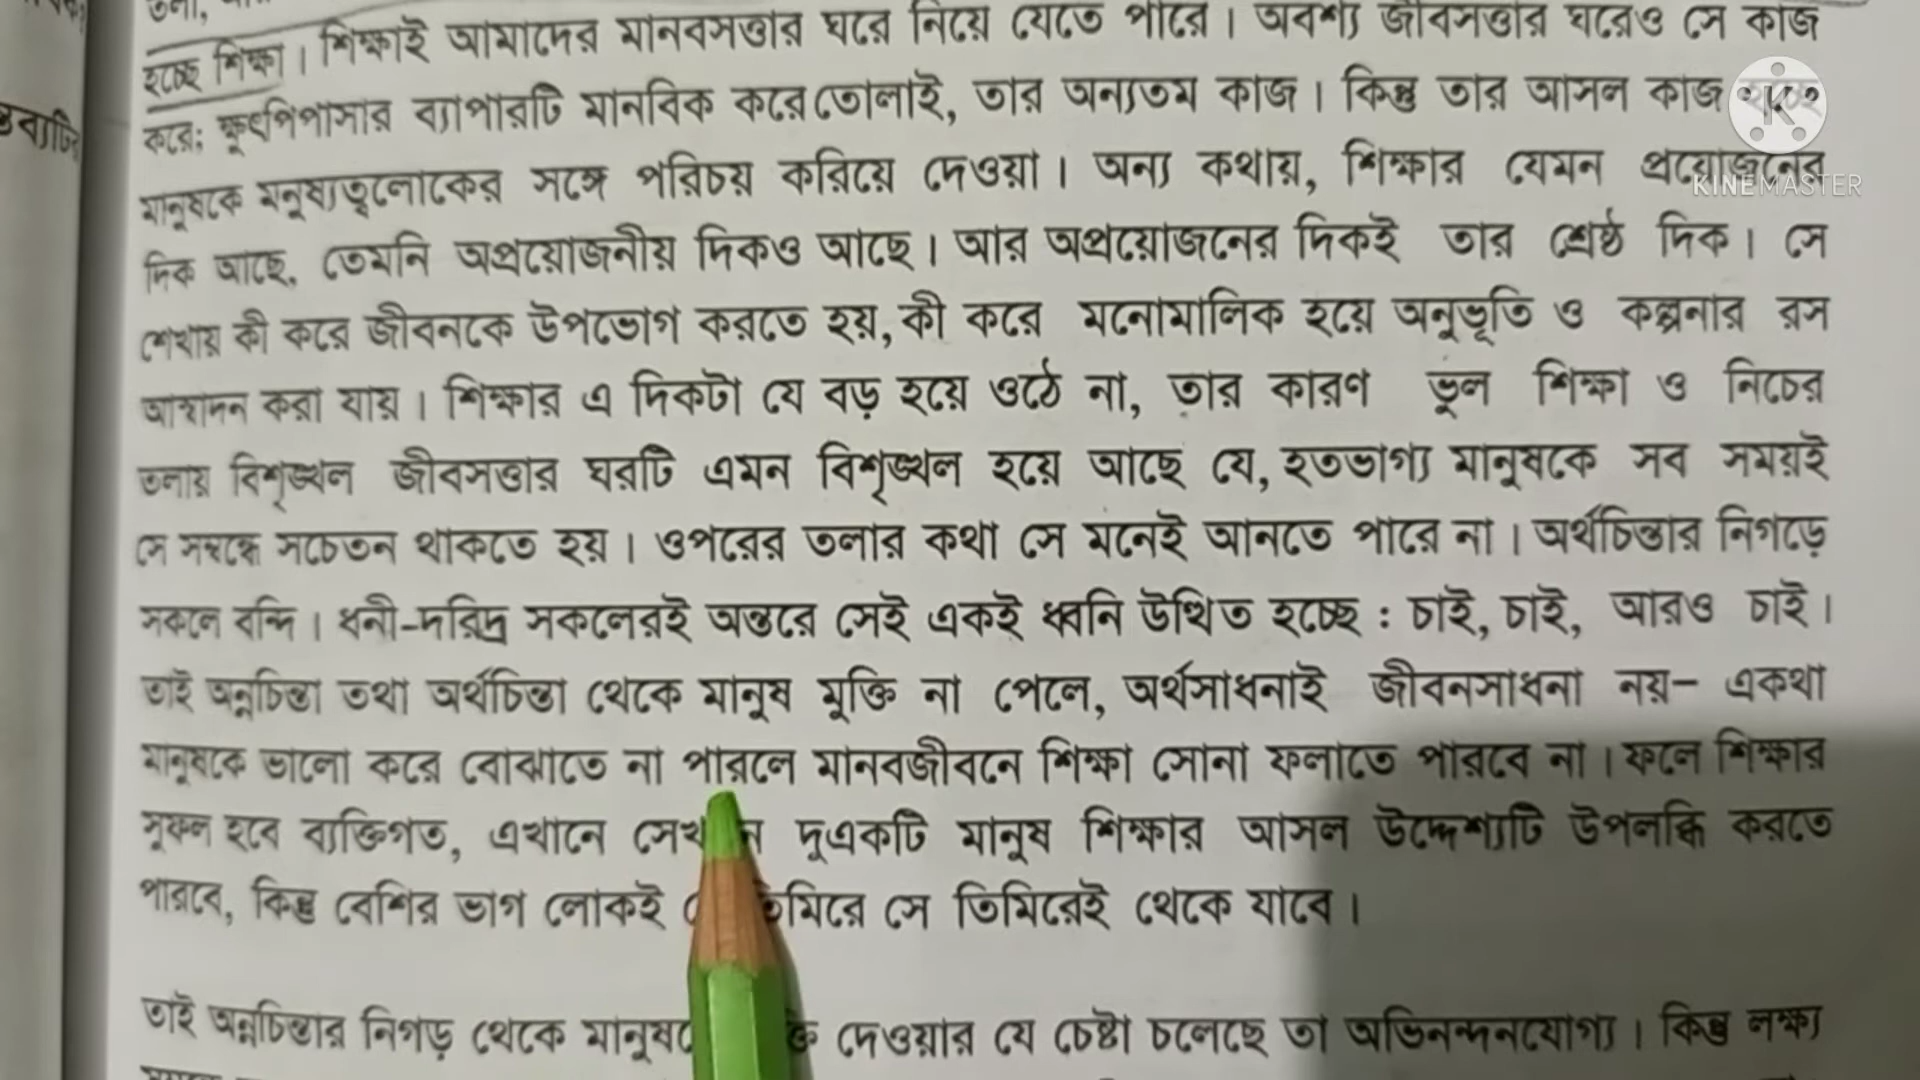 তলা,
হচ্ছে শিক্ষা। শিক্ষাই আমাদের মানবসত্তার ঘরে নিয়ে যেতে পারে। অবশ্য জীবসত্তার ঘরেও সে কাজ
করে; ক্ষুৎপিপাসার ব্যাপারটি মানবিক করে তোলাই, তার অন্যতম কাজ। কিন্তু তার আসল কাজ হচ্ছে
মানুষকে মনুষ্যত্বলোকের সঙ্গে পরিচয় করিয়ে দেওয়া। অন্য কথায়, শিক্ষার যেমন প্রয়োজনের
দিক আছে, তেমনি অপ্রয়োজনীয় দিকও আছে। আর অপ্রয়োজনের দিকই তার শ্রেষ্ঠ দিক। সে
শেখায় কী করে জীবনকে উপভোগ করতে হয়, কী করে মনোমালিক হয়ে অনুভূতি ও কল্পনার রস
আস্বাদন করা যায়। শিক্ষার এ দিকটা যে বড় হয়ে ওঠে না, তার কারণ ভুল শিক্ষা ও নিচের
তলায় বিশৃঙ্খল জীবসত্তার ঘরটি এমন বিশৃঙ্খল হয়ে আছে যে, হতভাগ্য মানুষকে সব সময়ই
সে সম্বন্ধে সচেতন থাকতে হয়। ওপরের তলার কথা সে মনেই আনতে পারে না। অর্থচিন্তার নিগড়ে
সকলে বন্দি। ধনী-দরিদ্র সকলেরই অন্তরে সেই একই ধ্বনি উত্থিত হচ্ছে : চাই, চাই, আরও চাই।
তাই অন্নচিন্তা তথা অর্থচিন্তা থেকে মানুষ মুক্তি না পেলে, অর্থসাধনাই জীবনসাধনা নয়- একথা
মানুষকে ভালো করে বোঝাতে না পারলে মানবজীবনে শিক্ষা সোনা ফলাতে পারবে না। ফলে শিক্ষার
সুফল হবে ব্যক্তিগত, এখানে সেখানে দুএকটি মানুষ শিক্ষার আসল উদ্দেশ্যটি উপলব্ধি করতে
পারবে, কিন্তু বেশির ভাগ লোকই যে তিমিরে সে তিমিরেই থেকে যাবে।
তাই অন্নচিন্তার নিগড় থেকে দেওয়ার যে চেষ্টা চলেছে তা অভিনন্দনযোগ্য। কিন্তু লক্ষ্য
K
KINEMASTER